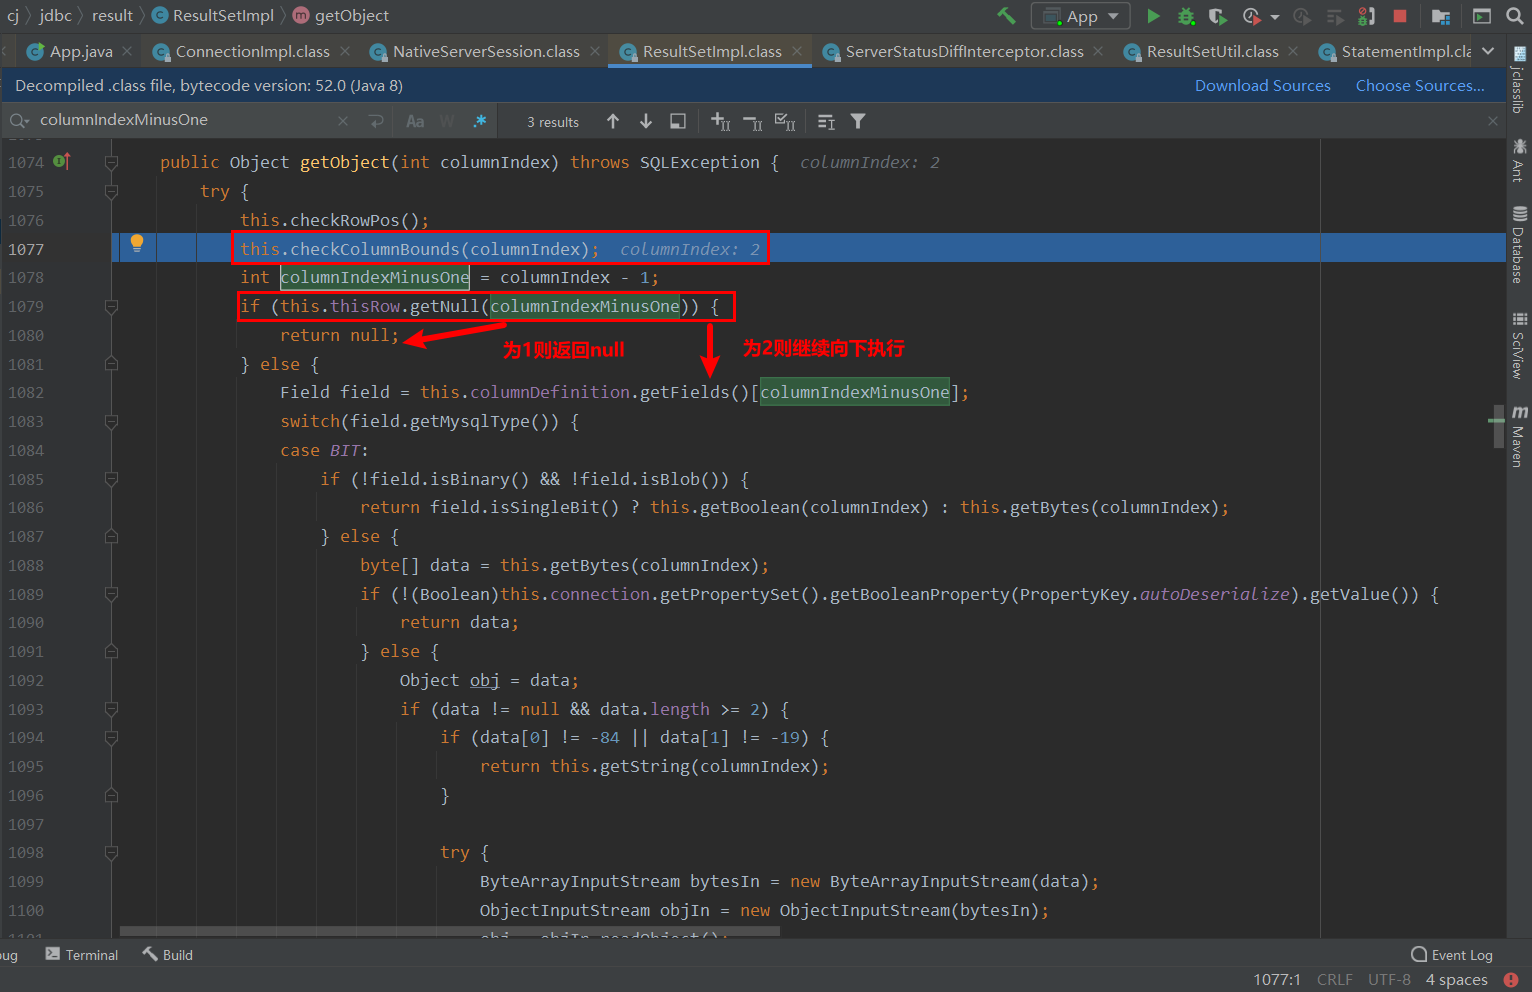 cj jdbc result ResultSetImpl getObject App
App.java ConnectionImpl.class NativeServerSession.class ResultSetImpl.class ServerStatusDiffInterceptor.class ResultSetUtil.class StatementImpl.cla
Decompiled .class file, bytecode version: 52.0 (Java 8) Download Sources Choose Sources...
columnIndexMinusOne Aa W .* 3 results
1074 public Object getObject(int columnIndex) throws SQLException { columnIndex: 2
1075 try {
1076 this.checkRowPos();
1077 this.checkColumnBounds(columnIndex); columnIndex: 2
1078 int columnIndexMinusOne = columnIndex - 1;
1079 if (this.thisRow.getNull(columnIndexMinusOne)) {
1080 return null;
为1则返回null
为2则继续向下执行
1081 } else {
1082 Field field = this.columnDefinition.getFields()[columnIndexMinusOne];
1083 switch(field.getMysqlType()) {
1084 case BIT:
1085 if (!field.isBinary() && !field.isBlob()) {
1086 return field.isSingleBit() ? this.getBoolean(columnIndex) : this.getBytes(columnIndex);
1087 } else {
1088 byte[] data = this.getBytes(columnIndex);
1089 if (!(Boolean)this.connection.getPropertySet().getBooleanProperty(PropertyKey.autoDeserialize).getValue()) {
1090 return data;
1091 } else {
1092 Object obj = data;
1093 if (data != null && data.length >= 2) {
1094 if (data[0] != -84 || data[1] != -19) {
1095 return this.getString(columnIndex);
1096 }
1097
1098 try {
1099 ByteArrayInputStream bytesIn = new ByteArrayInputStream(data);
1100 ObjectInputStream objIn = new ObjectInputStream(bytesIn);
1101 obj = objIn.readObject();
jclasslib
Ant
Database
SciView
Maven
ug Terminal Build Event Log
1077:1 CRLF UTF-8 4 spaces